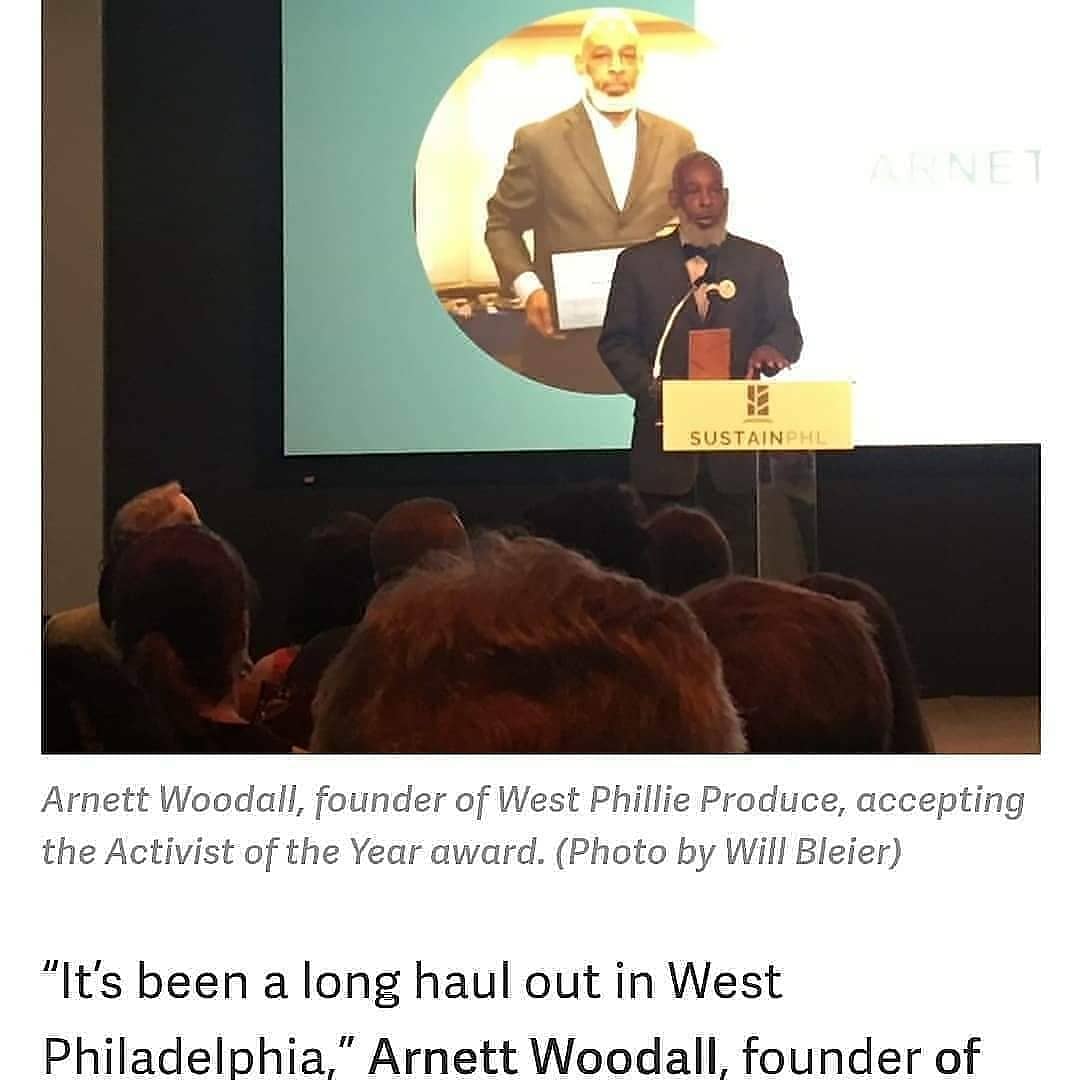 ARNET
SUSTAINPHL
Arnett Woodall, founder of West Phillie Produce, accepting
the Activist of the Year award. (Photo by Will Bleier)
“It’s been a long haul out in West
Philadelphia,” Arnett Woodall, founder of